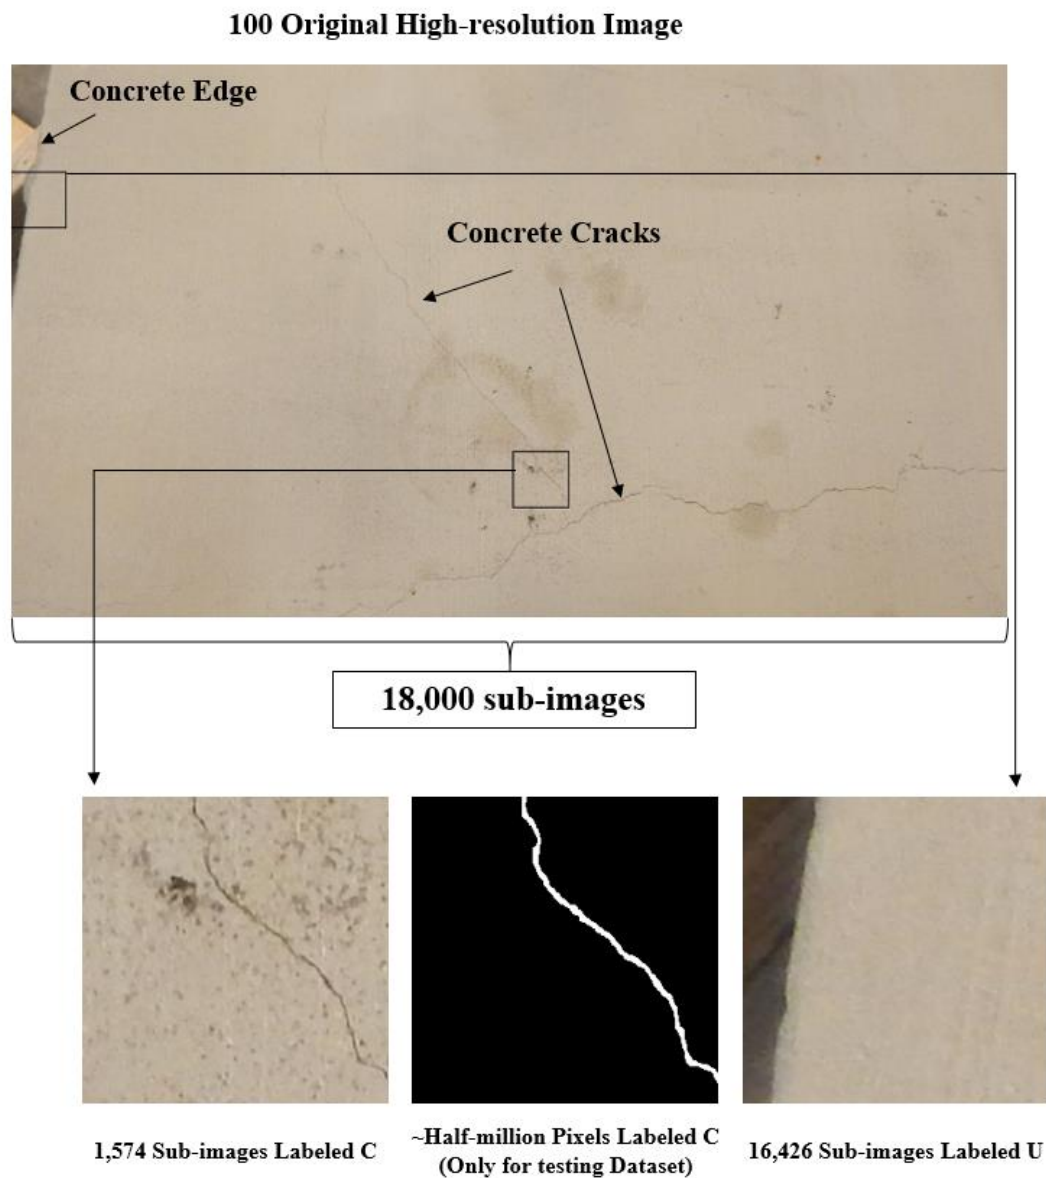 100 Original High-resolution Image
Concrete Edge
Concrete Cracks
18,000 sub-images
1,574 Sub-images Labeled C
~Half-million Pixels Labeled C
(Only for testing Dataset)
16,426 Sub-images Labeled U